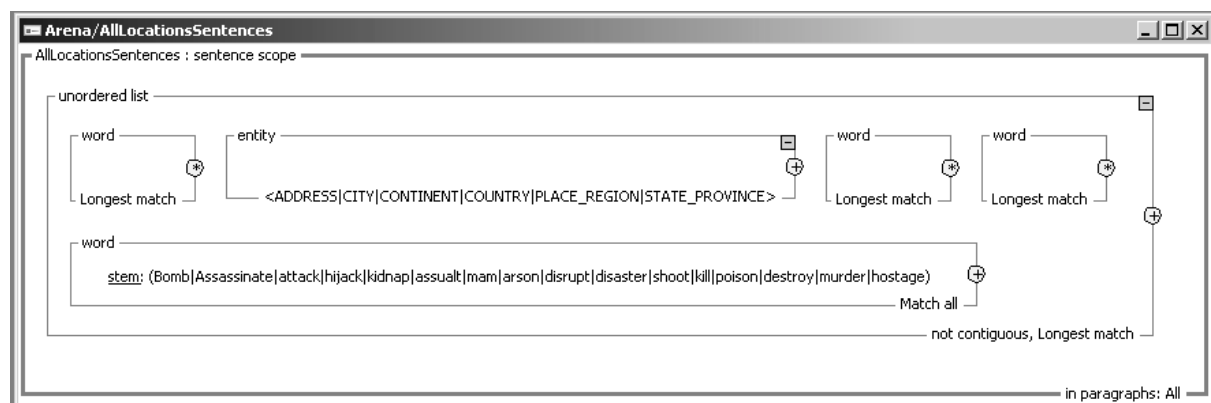 Arena/AllLocationsSentences
AllLocationsSentences : sentence scope
unordered list
word entity word word
Longest match <ADDRESS|CITY|CONTINENT|COUNTRY|PLACE_REGION|STATE_PROVINCE> Longest match Longest match
word
stem: (Bomb|Assassinate|attack|hijack|kidnap|assualt|mam|arson|disrupt|disaster|shoot|kill|poison|destroy|murder|hostage)
Match all
not contiguous, Longest match
in paragraphs: All